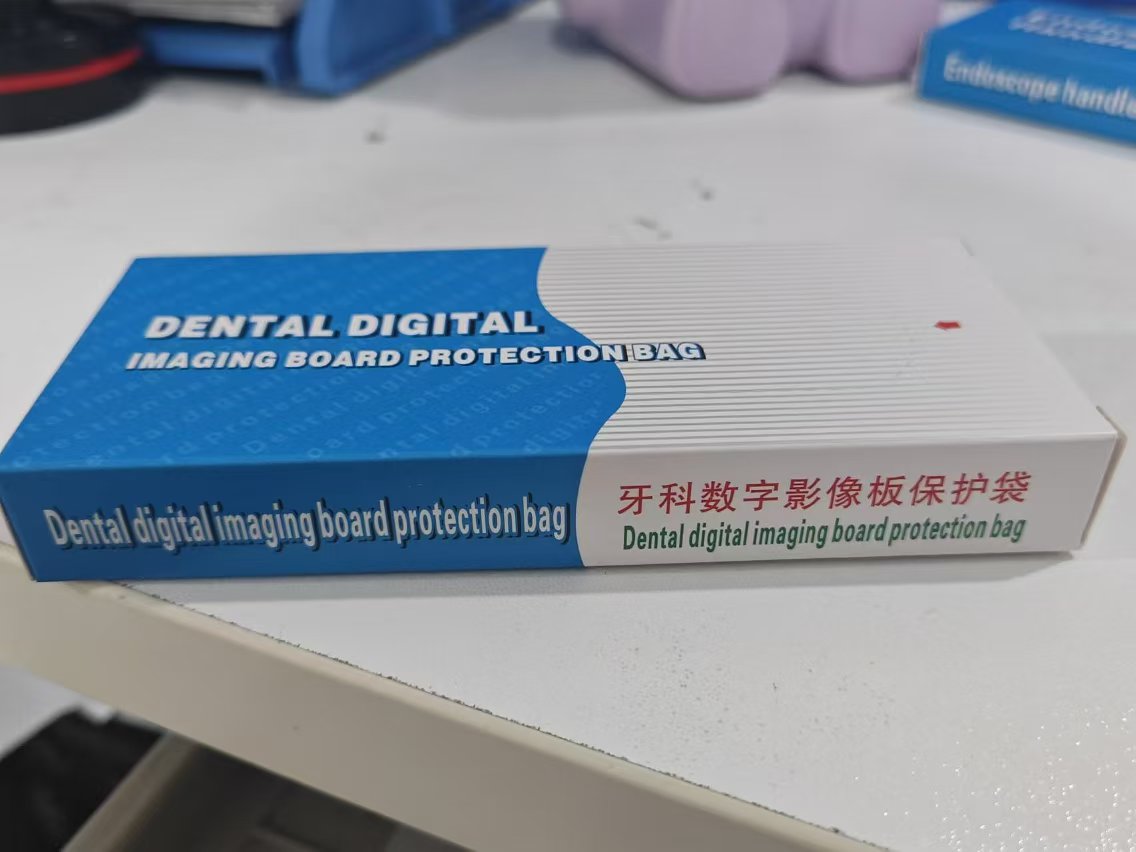 Endoscope handle
DENTAL DIGITAL
IMAGING BOARD PROTECTION BAG
Dental digital imaging board protection bag
牙科数字影像板保护袋
Dental digital imaging board protection bag